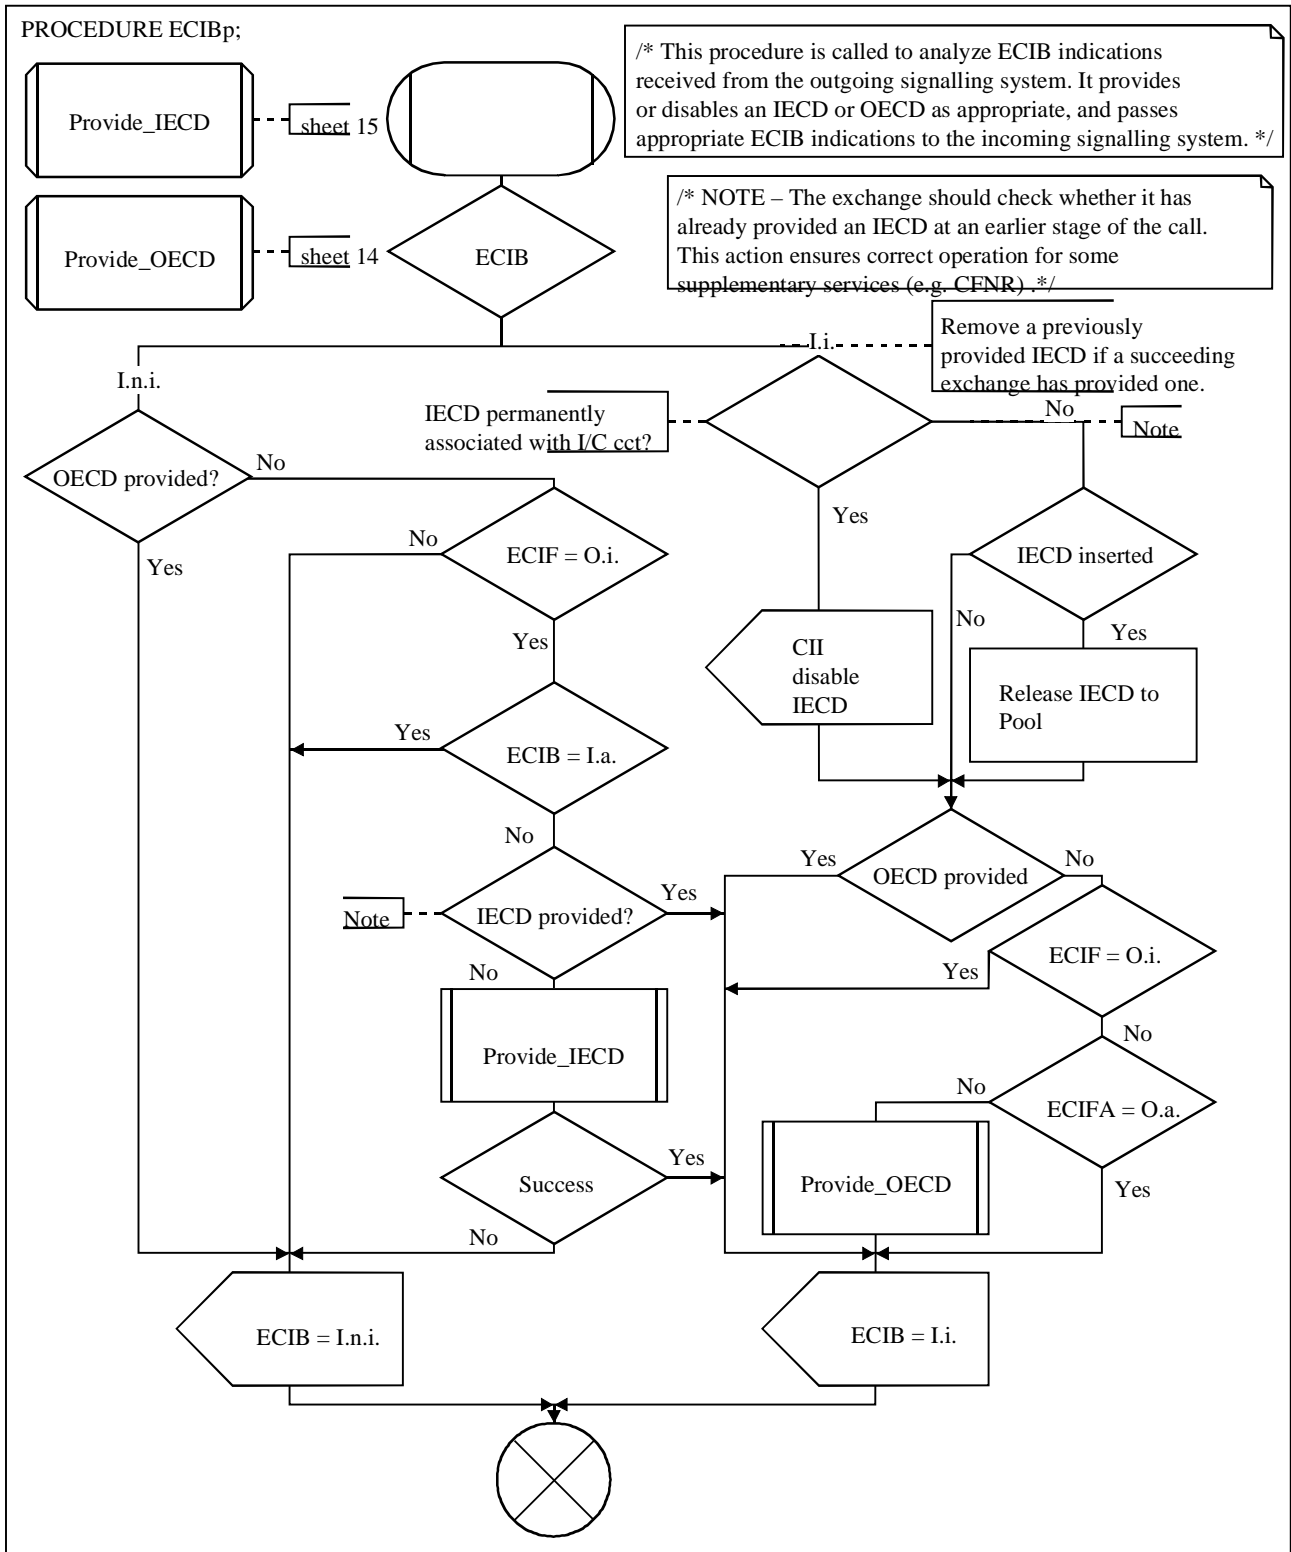 PROCEDURE ECIBp;
/* This procedure is called to analyze ECIB indications
received from the outgoing signalling system. It provides
or disables an IECD or OECD as appropriate, and passes
appropriate ECIB indications to the incoming signalling system. */
Provide_IECD
sheet 15
/* NOTE – The exchange should check whether it has
already provided an IECD at an earlier stage of the call.
This action ensures correct operation for some
supplementary services (e.g. CFNR) .*/
Provide_OECD
sheet 14
ECIB
I.i.
Remove a previously
provided IECD if a succeeding
exchange has provided one.
I.n.i.
IECD permanently
associated with I/C cct?
No
Note
OECD provided?
No
Yes
Yes
No
ECIF = O.i.
IECD inserted
Yes
No
Yes
CII
disable
IECD
Release IECD to
Pool
Yes
ECIB = I.a.
No
Yes
OECD provided
No
Note
IECD provided?
Yes
No
ECIF = O.i.
Yes
No
Provide_IECD
No
ECIFA = O.a.
Success
Yes
Provide_OECD
Yes
No
ECIB = I.n.i.
ECIB = I.i.